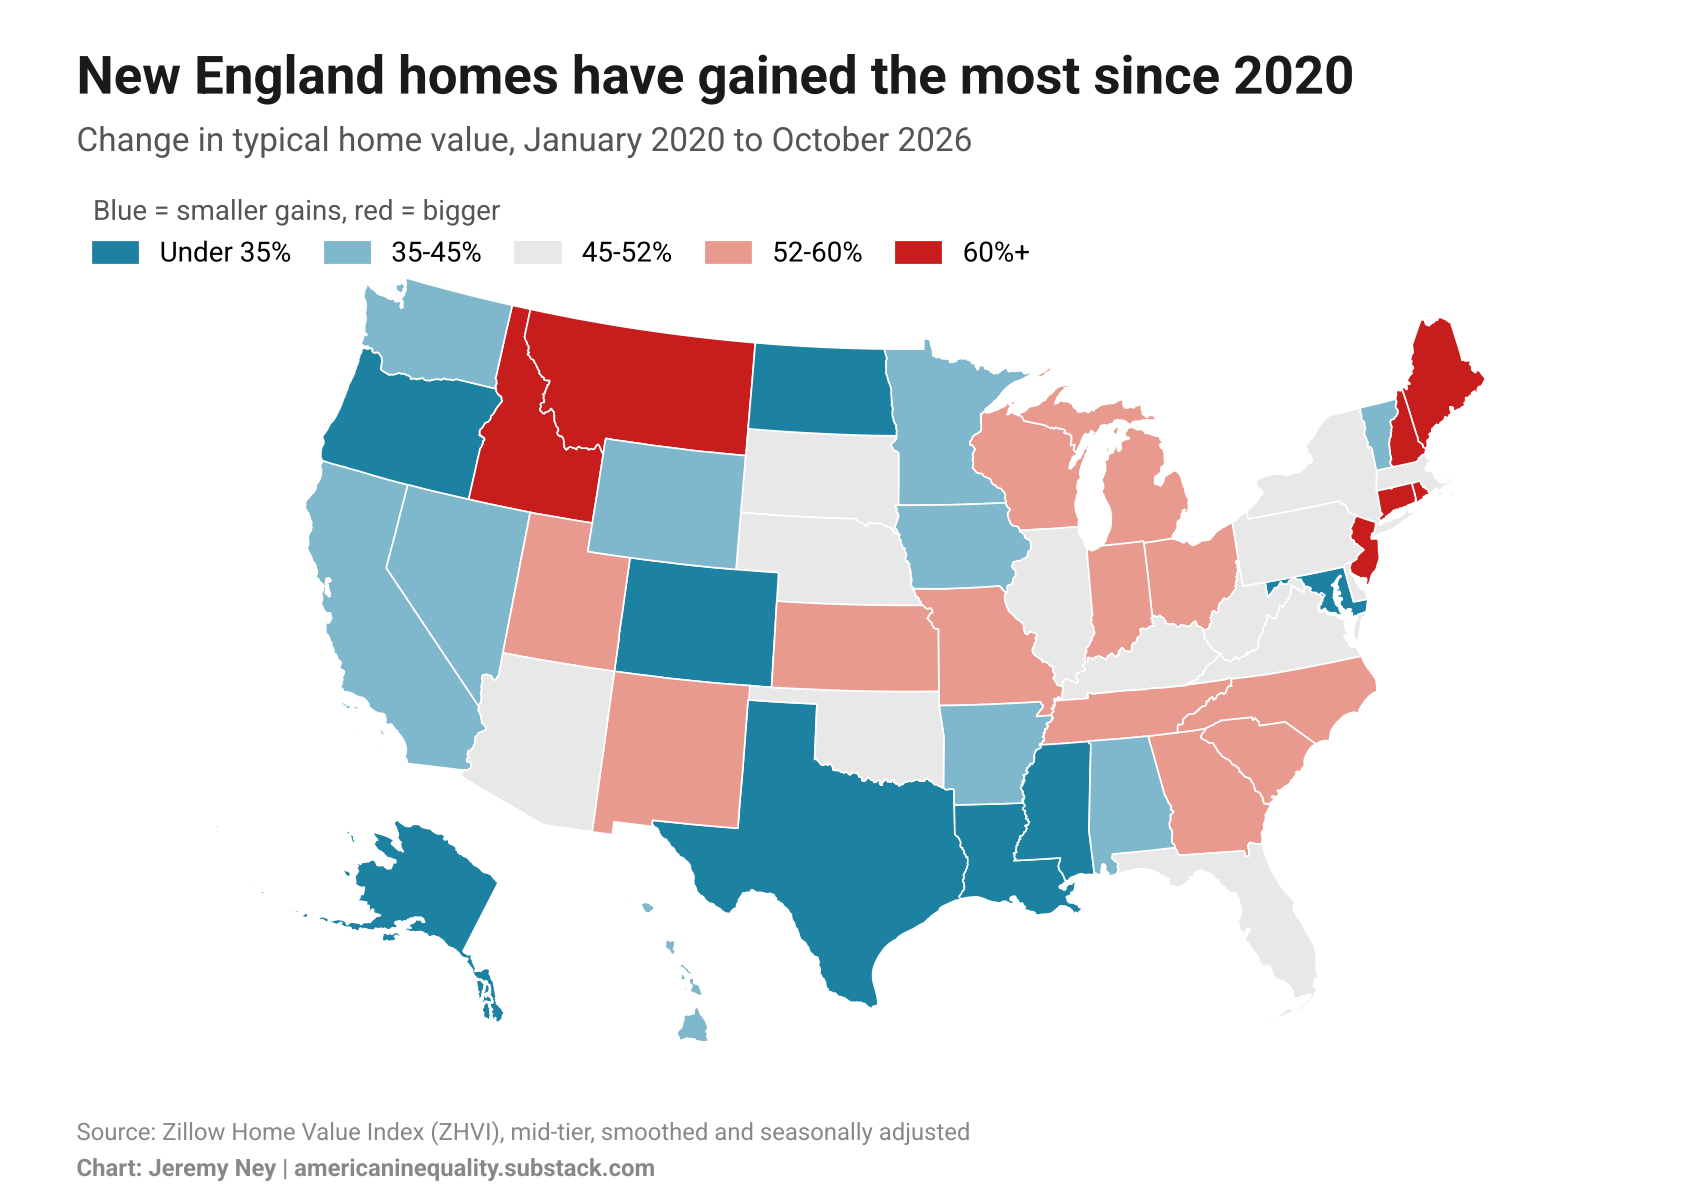 New England homes have gained the most since 2020
Change in typical home value, January 2020 to October 2026
Blue = smaller gains, red = bigger
Under 35% 35-45% 45-52% 52-60% 60%+
Source: Zillow Home Value Index (ZHVI), mid-tier, smoothed and seasonally adjusted
Chart: Jeremy Ney | americaninequality.substack.com